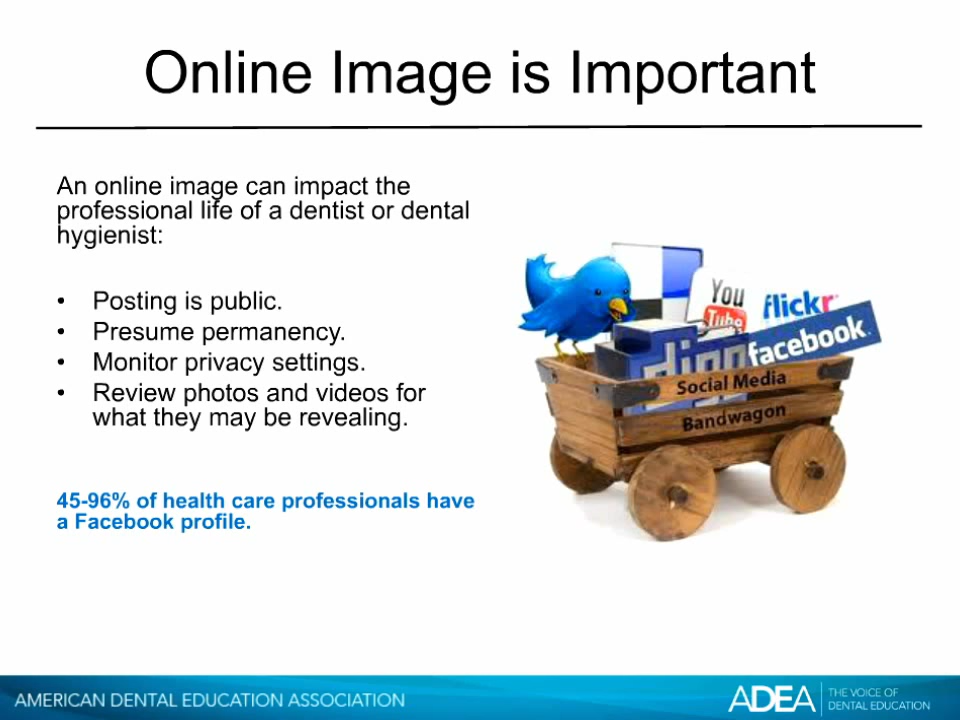 Online Image is Important
An online image can impact the
professional life of a dentist or dental
hygienist:
• Posting is public.
• Presume permanency.
• Monitor privacy settings.
• Review photos and videos for
what they may be revealing.
45-96% of health care professionals have
a Facebook profile.
You
Tube
flickr
digg
facebook
Social Media
Bandwagon
AMERICAN DENTAL EDUCATION ASSOCIATION
ADEA
THE VOICE OF
DENTAL EDUCATION